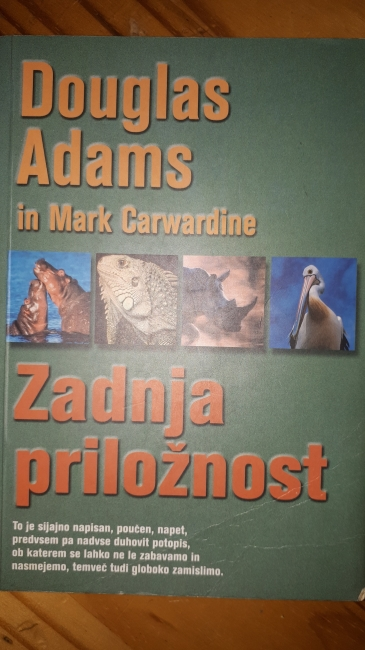 Douglas
Adams
in Mark Carwardine
Zadnja
priložnost
To je sijajno napisan, poučen, napet,
predvsem pa nadvse duhovit potopis,
ob katerem se lahko ne le zabavamo in
nasmejemo, temveč tudi globoko zamislimo.